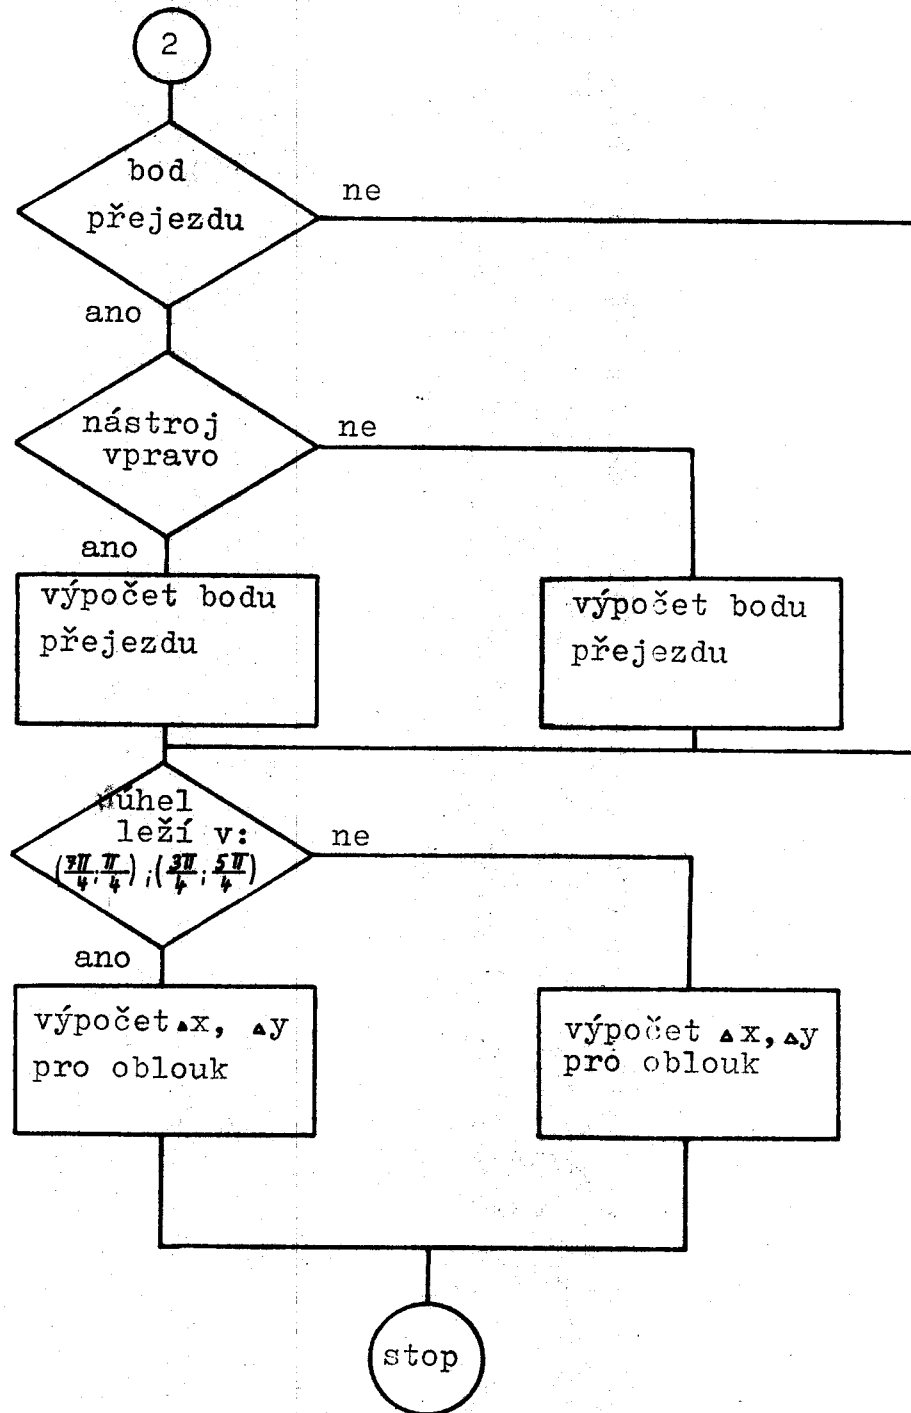 2
bod
přejezdu
ne
ano
nástroj
vpravo
ne
ano
výpočet bodu
přejezdu
výpočet bodu
přejezdu
úhel
leží v:
(7π/4; π/4) ; (3π/4; 5π/4)
ne
ano
výpočet Δx, Δy
pro oblouk
výpočet Δx, Δy
pro oblouk
stop